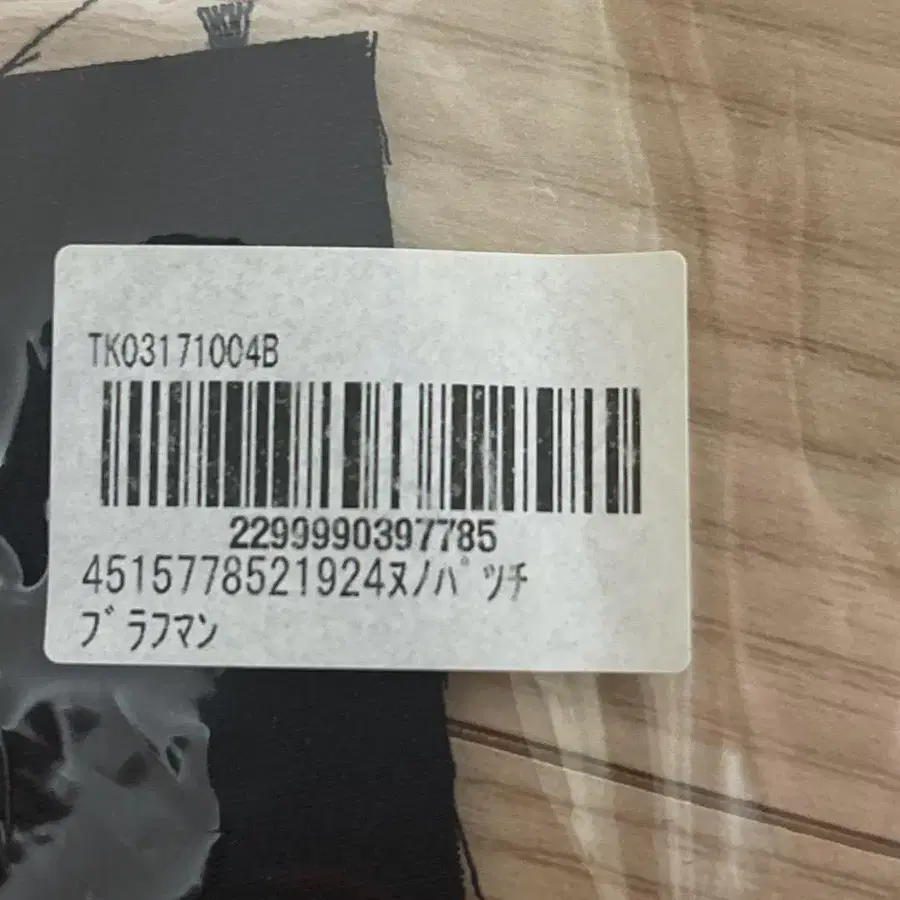 TK03171004B
2299990397785
4515778521924ﾇﾉﾊﾟﾂﾁ
ﾌﾞﾗﾌﾏﾝ